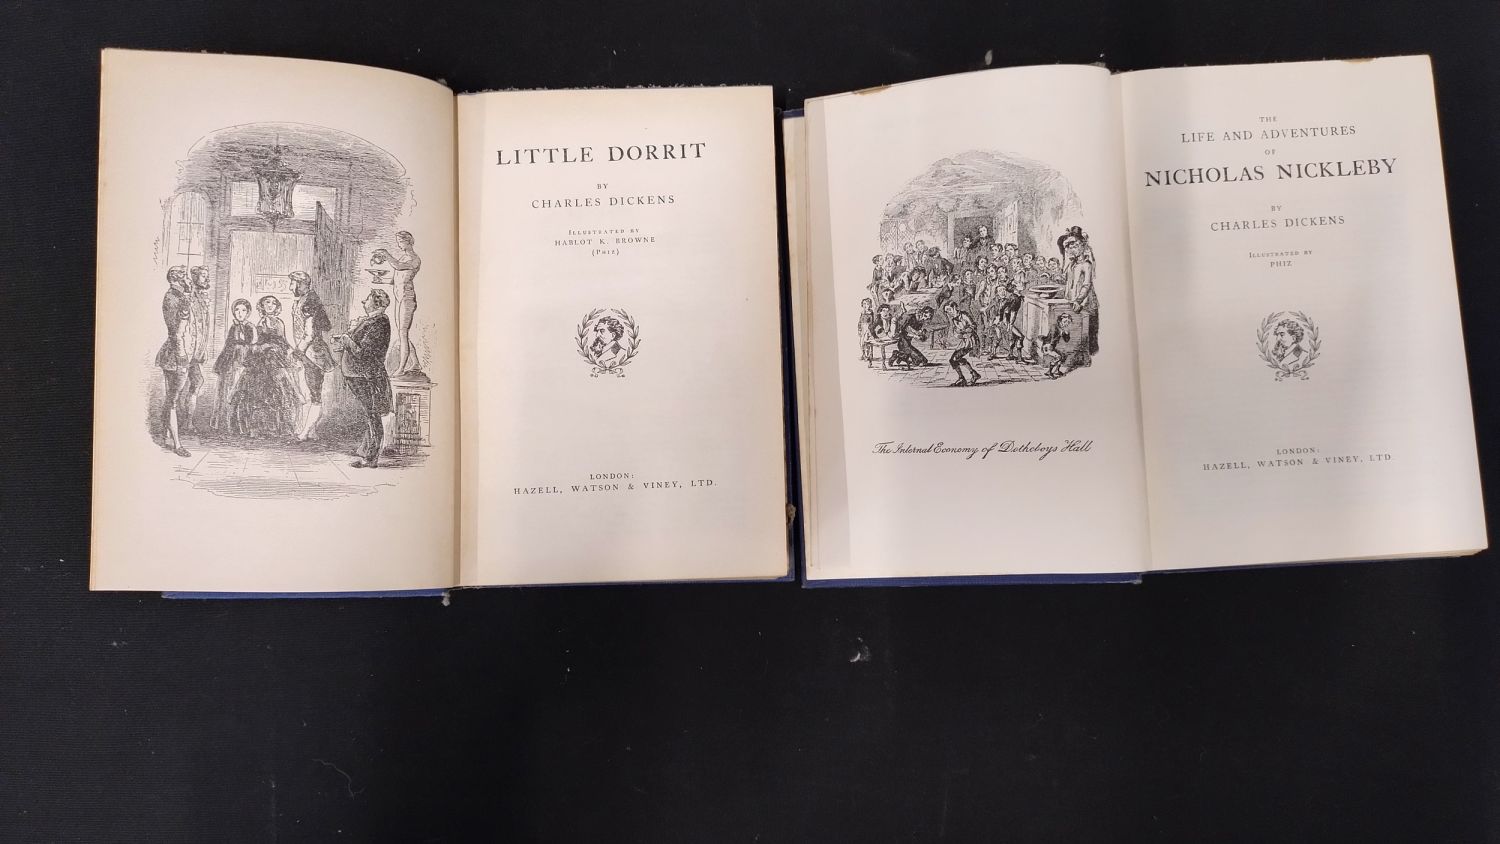 LITTLE DORRIT
BY
CHARLES DICKENS
ILLUSTRATED BY
HABLOT K. BROWNE
(PHIZ)
LONDON:
HAZELL, WATSON & VINEY, LTD.
The Internal Economy of Dotheboys Hall
THE
LIFE AND ADVENTURES
OF
NICHOLAS NICKLEBY
BY
CHARLES DICKENS
ILLUSTRATED BY
PHIZ
LONDON:
HAZELL, WATSON & VINEY, LTD.